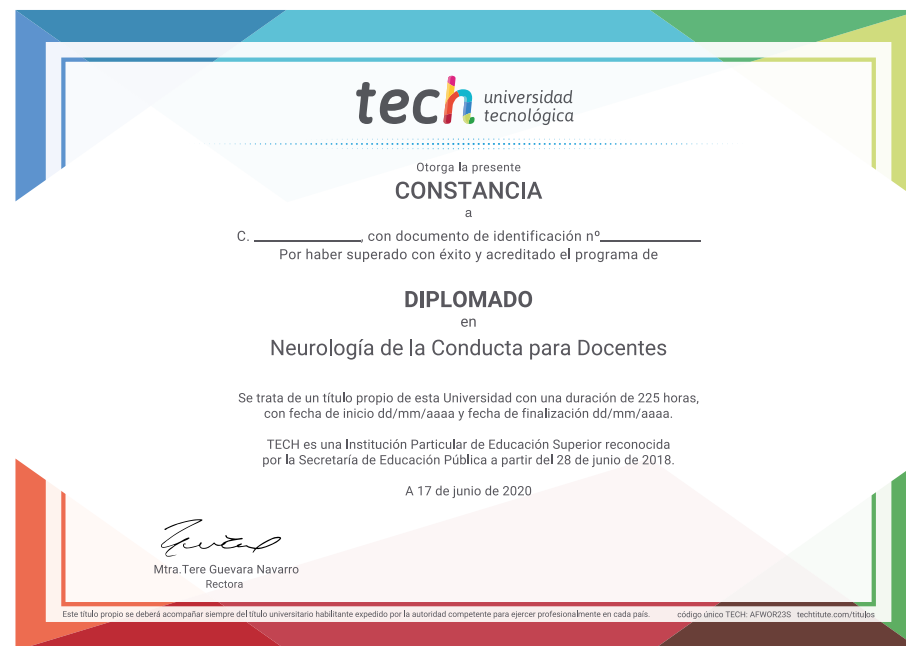 tech universidad
tecnológica
Otorga la presente
CONSTANCIA
a
C. ______________, con documento de identificación nº_____________
Por haber superado con éxito y acreditado el programa de
DIPLOMADO
en
Neurología de la Conducta para Docentes
Se trata de un título propio de esta Universidad con una duración de 225 horas,
con fecha de inicio dd/mm/aaaa y fecha de finalización dd/mm/aaaa.
TECH es una Institución Particular de Educación Superior reconocida
por la Secretaría de Educación Pública a partir del 28 de junio de 2018.
A 17 de junio de 2020
Mtra.Tere Guevara Navarro
Rectora
Este título propio se deberá acompañar siempre del título universitario habilitante expedido por la autoridad competente para ejercer profesionalmente en cada país. código único TECH: AFWOR23S techtitute.com/títulos